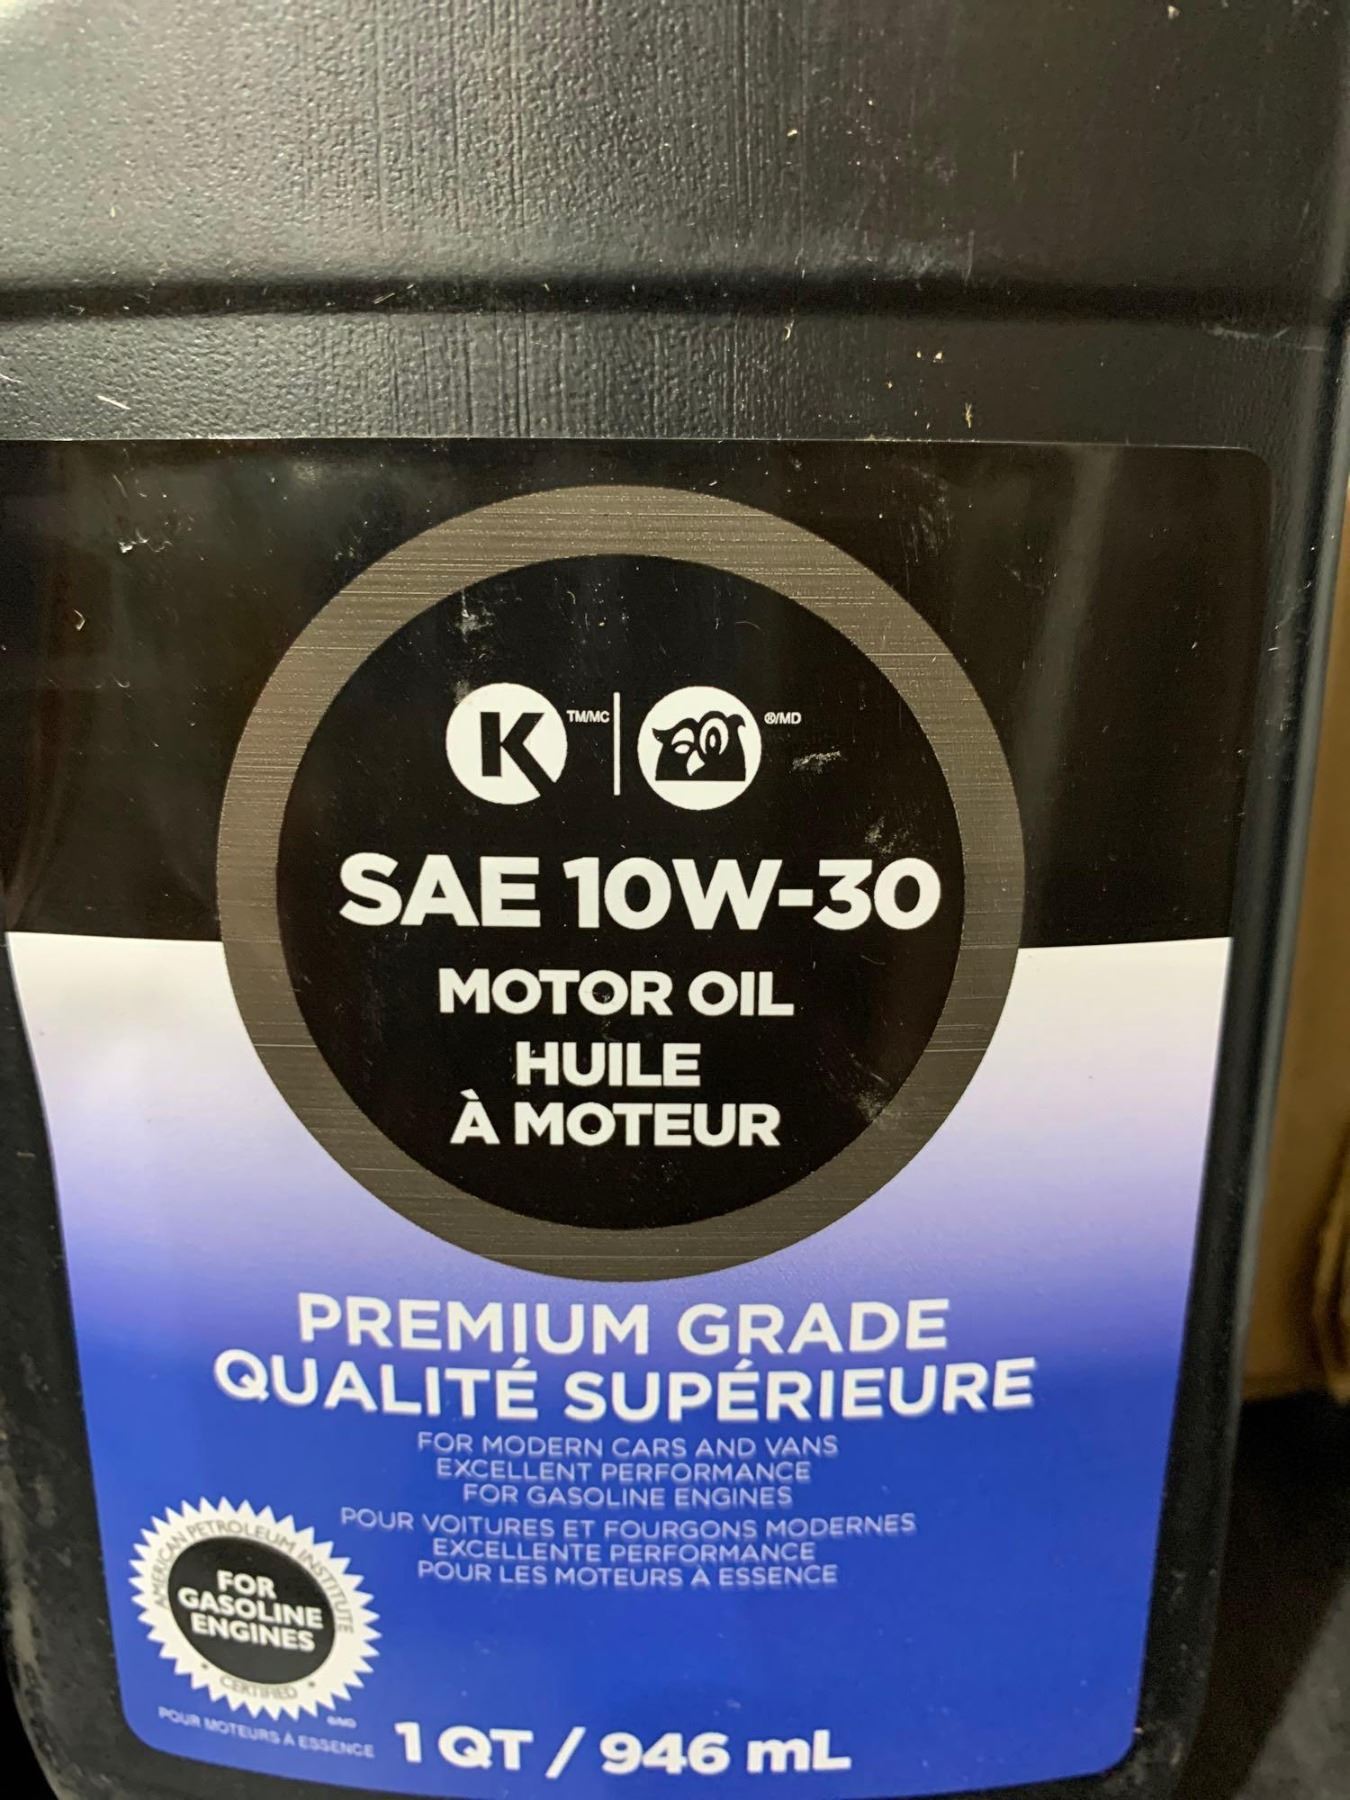 K TM/MC ®/MD
SAE 10W-30
MOTOR OIL
HUILE
À MOTEUR
PREMIUM GRADE
QUALITÉ SUPÉRIEURE
FOR MODERN CARS AND VANS
EXCELLENT PERFORMANCE
FOR GASOLINE ENGINES
POUR VOITURES ET FOURGONS MODERNES
EXCELLENTE PERFORMANCE
POUR LES MOTEURS À ESSENCE
AMERICAN PETROLEUM INSTITUTE
FOR
GASOLINE
ENGINES
CERTIFIED
®/MD
POUR MOTEURS À ESSENCE
1 QT / 946 mL